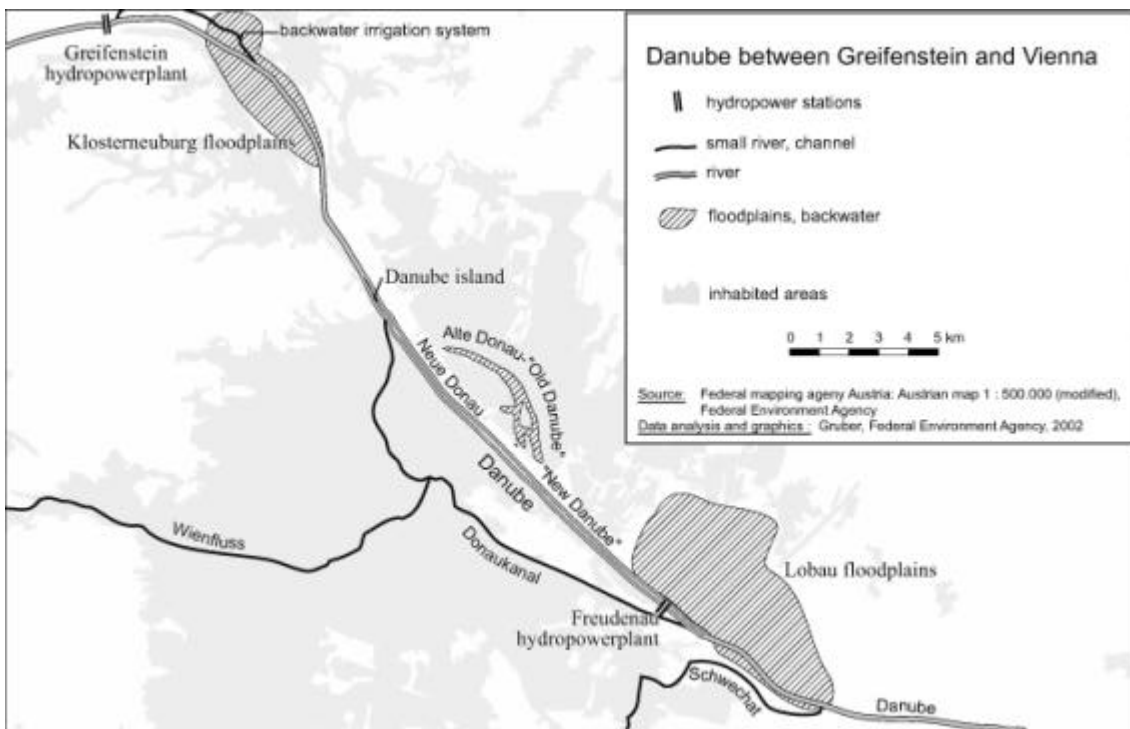 backwater irrigation system
Greifenstein
hydropowerplant
Klosterneuburg floodplains
Danube island
Alte Donau-"Old Danube"
Neue Donau
"New Danube"
Danube
Wienfluss
Donaukanal
Lobau floodplains
Freudenau
hydropowerplant
Schwechat
Danube
Danube between Greifenstein and Vienna
hydropower stations
small river, channel
river
floodplains, backwater
inhabited areas
0 1 2 3 4 5 km
Source: Federal mapping ageny Austria: Austrian map 1 : 500.000 (modified),
Federal Environment Agency
Data analysis and graphics : Gruber, Federal Environment Agency, 2002